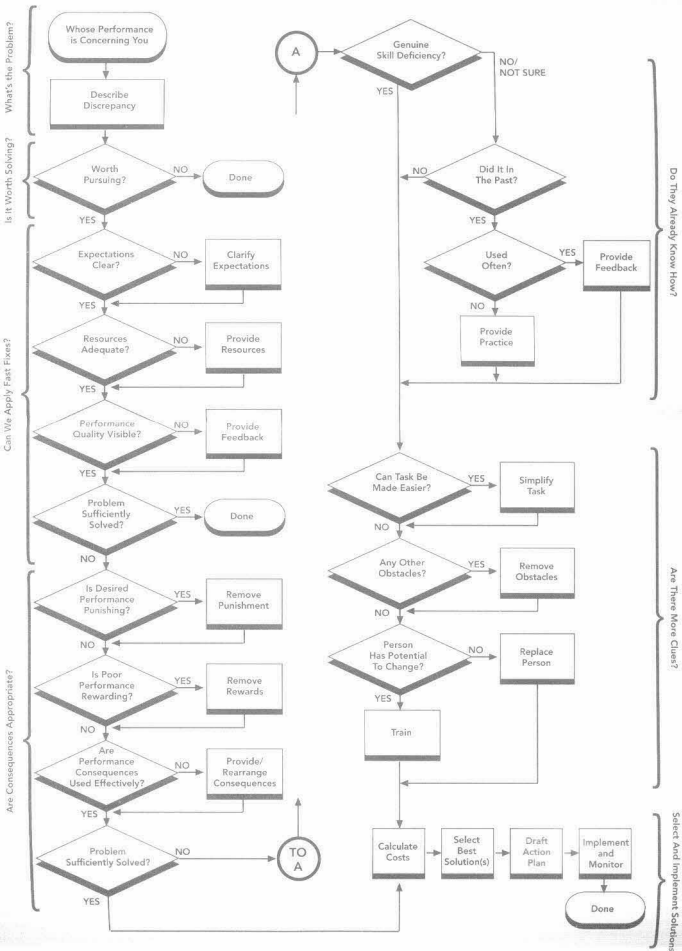 What's the Problem?
Whose Performance
is Concerning You
Describe
Discrepancy
Is It Worth Solving?
Worth
Pursuing?
NO
Done
YES
Can We Apply Fast Fixes?
Expectations
Clear?
NO
Clarify
Expectations
YES
Resources
Adequate?
NO
Provide
Resources
YES
Performance
Quality Visible?
NO
Provide
Feedback
YES
Problem
Sufficiently
Solved?
YES
Done
NO
Are Consequences Appropriate?
Is Desired
Performance
Punishing?
YES
Remove
Punishment
NO
Is Poor
Performance
Rewarding?
YES
Remove
Rewards
NO
Are
Performance
Consequences
Used Effectively?
NO
Provide/
Rearrange
Consequences
YES
Problem
Sufficiently Solved?
NO
TO
A
YES
A
Genuine
Skill Deficiency?
NO/
NOT SURE
YES
Do They Already Know How?
Did It In
The Past?
NO
YES
Used
Often?
YES
Provide
Feedback
NO
Provide
Practice
Are There More Clues?
Can Task Be
Made Easier?
YES
Simplify
Task
NO
Any Other
Obstacles?
YES
Remove
Obstacles
NO
Person
Has Potential
To Change?
NO
Replace
Person
YES
Train
Select And Implement Solutions
Calculate
Costs
Select
Best
Solution(s)
Draft
Action
Plan
Implement
and
Monitor
Done